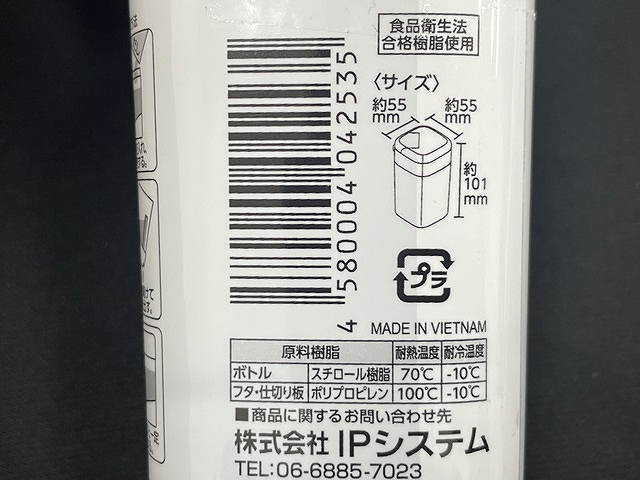 食品衛生法
合格樹脂使用
〈サイズ〉
約55
mm
約55
mm
約
101
mm
4580004042535
プラ
MADE IN VIETNAM
原料樹脂 耐熱温度 耐冷温度
ボトル スチロール樹脂 70℃ -10℃
フタ・仕切り板 ポリプロピレン 100℃ -10℃
■商品に関するお問い合わせ先
株式会社 IPシステム
TEL:06-6885-7023